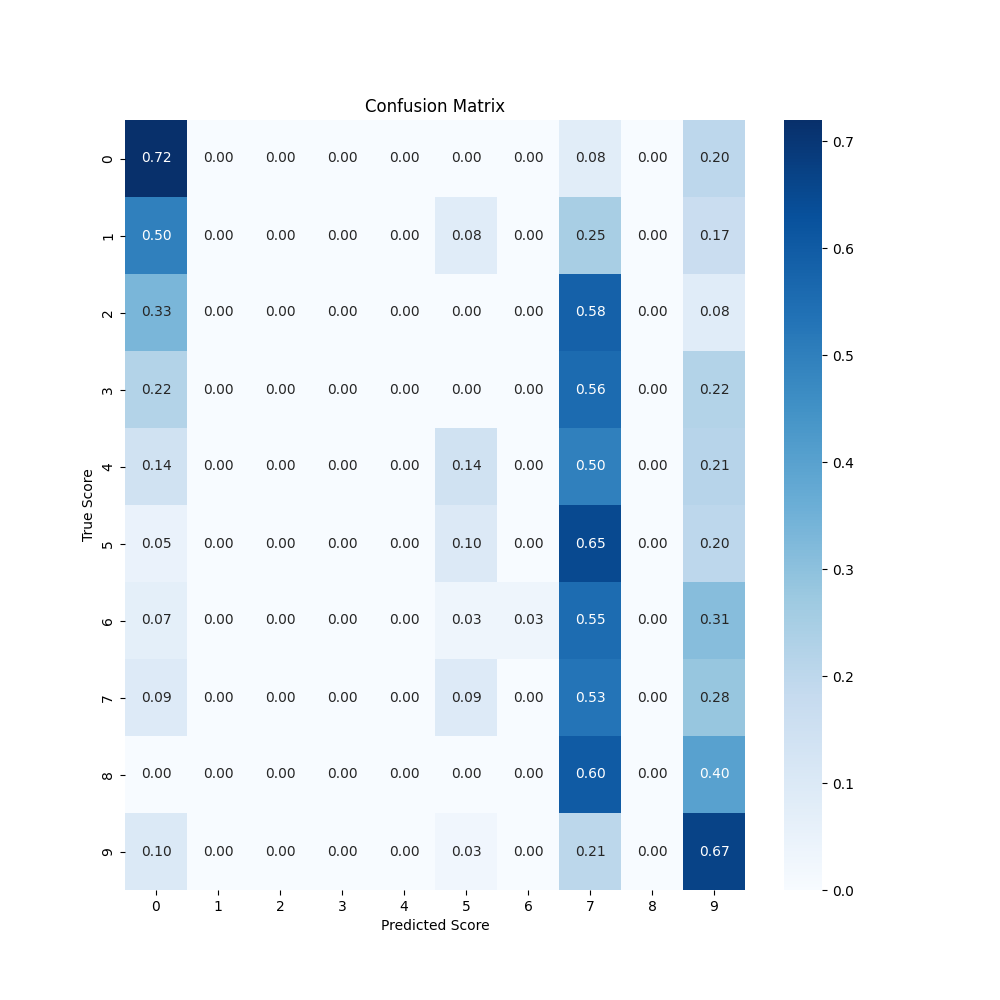 Confusion Matrix
0 0.72 0.00 0.00 0.00 0.00 0.00 0.00 0.08 0.00 0.20
1 0.50 0.00 0.00 0.00 0.00 0.08 0.00 0.25 0.00 0.17
2 0.33 0.00 0.00 0.00 0.00 0.00 0.00 0.58 0.00 0.08
3 0.22 0.00 0.00 0.00 0.00 0.00 0.00 0.56 0.00 0.22
4 0.14 0.00 0.00 0.00 0.00 0.14 0.00 0.50 0.00 0.21
5 0.05 0.00 0.00 0.00 0.00 0.10 0.00 0.65 0.00 0.20
6 0.07 0.00 0.00 0.00 0.00 0.03 0.03 0.55 0.00 0.31
7 0.09 0.00 0.00 0.00 0.00 0.09 0.00 0.53 0.00 0.28
8 0.00 0.00 0.00 0.00 0.00 0.00 0.00 0.60 0.00 0.40
9 0.10 0.00 0.00 0.00 0.00 0.03 0.00 0.21 0.00 0.67
0 1 2 3 4 5 6 7 8 9
Predicted Score
True Score
0.7
0.6
0.5
0.4
0.3
0.2
0.1
0.0